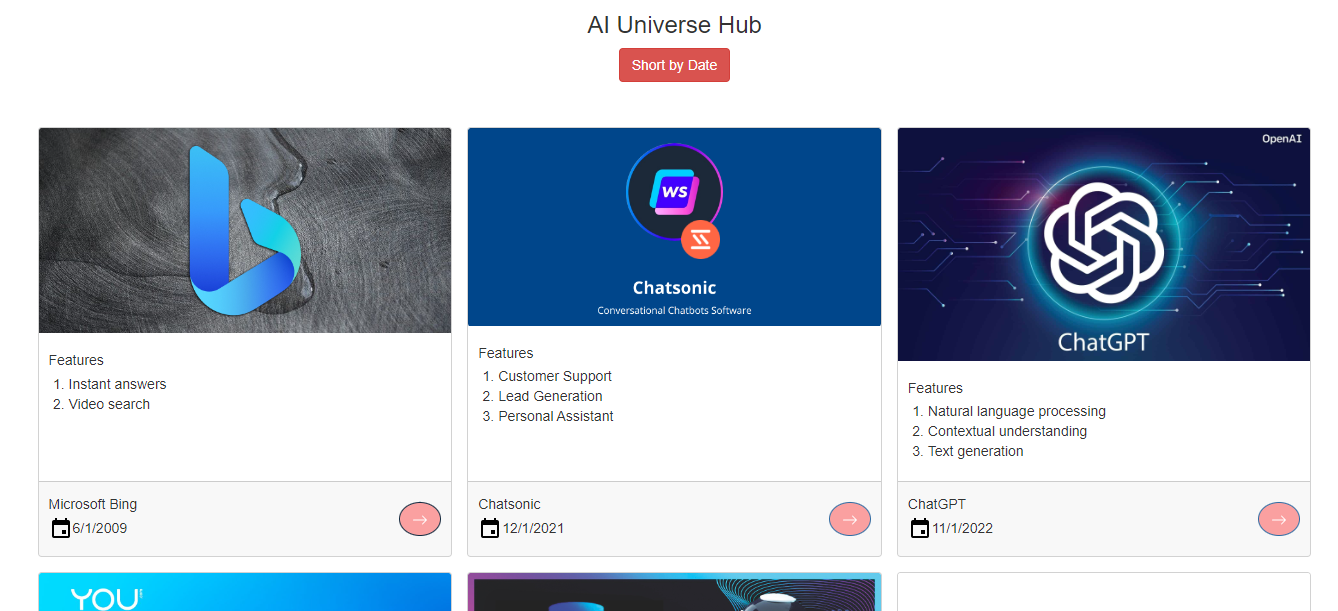 AI Universe Hub
Short by Date
Features
1. Instant answers
2. Video search
Microsoft Bing
6/1/2009
WS
Chatsonic
Conversational Chatbots Software
Features
1. Customer Support
2. Lead Generation
3. Personal Assistant
Chatsonic
12/1/2021
OpenAI
ChatGPT
Features
1. Natural language processing
2. Contextual understanding
3. Text generation
ChatGPT
11/1/2022
YOU